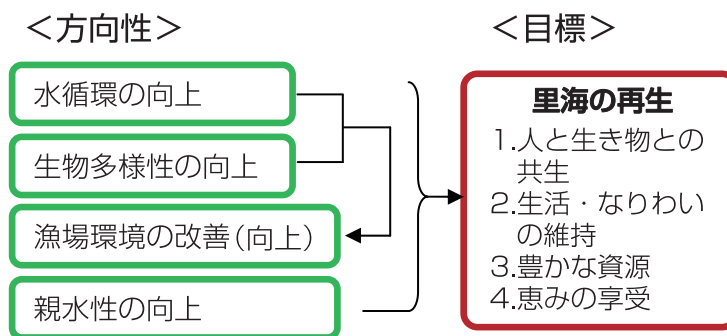 ＜方向性＞
水循環の向上
生物多様性の向上
漁場環境の改善(向上)
親水性の向上
＜目標＞
里海の再生
1.人と生き物との
共生
2.生活・なりわい
の維持
3.豊かな資源
4.恵みの享受